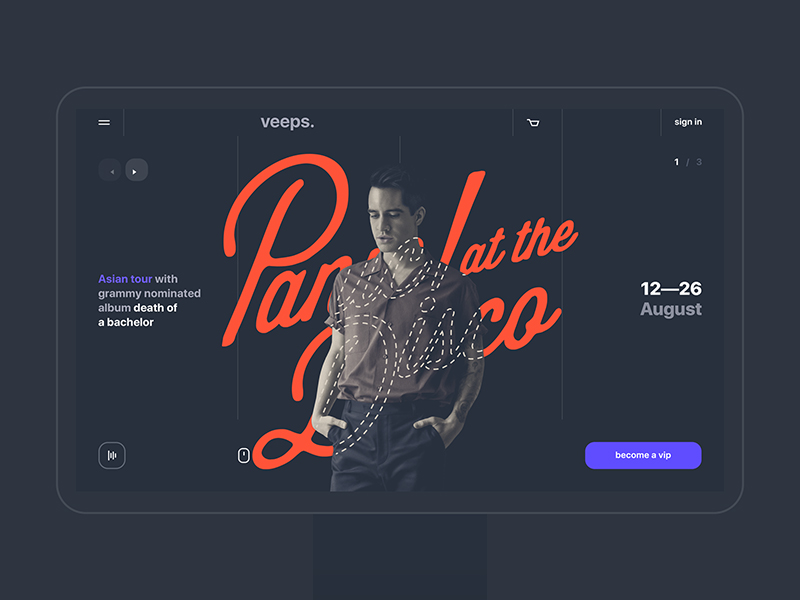 veeps.
sign in
1 / 3
Panic! at the
Disco
Asian tour with
grammy nominated
album death of
a bachelor
12—26
August
become a vip